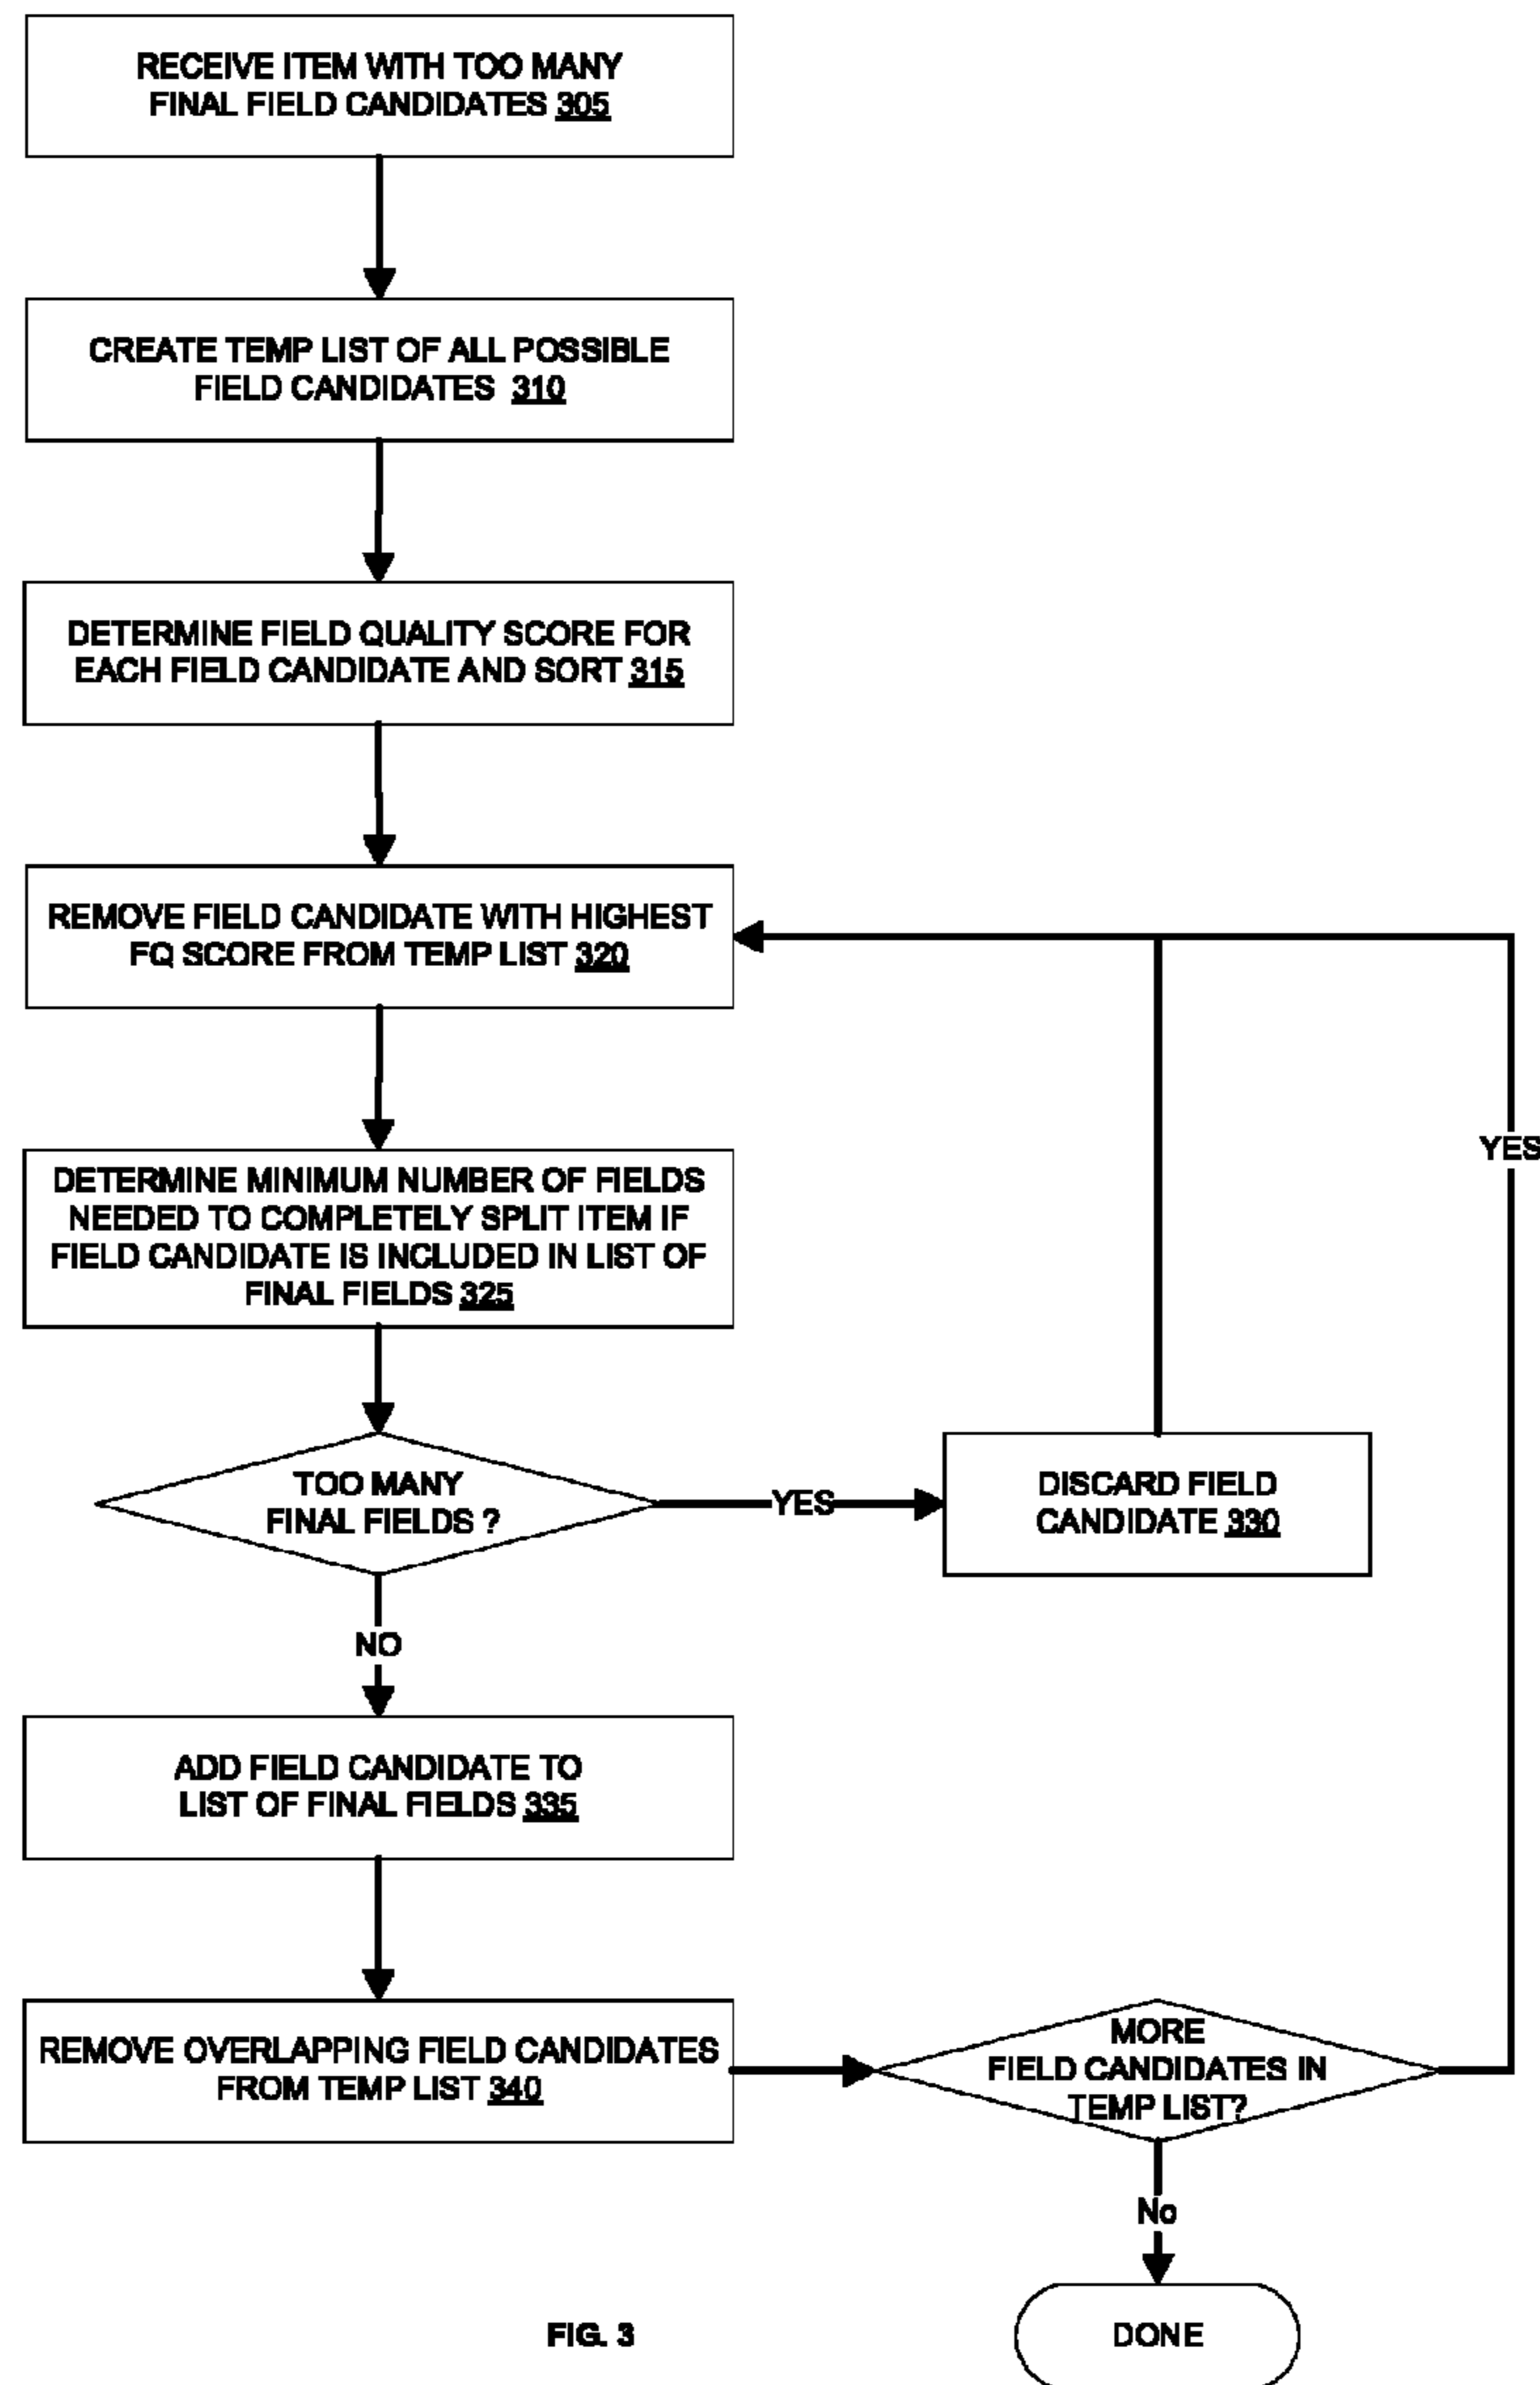 RECEIVE ITEM WITH TOO MANY
FINAL FIELD CANDIDATES 305
CREATE TEMP LIST OF ALL POSSIBLE
FIELD CANDIDATES 310
DETERMINE FIELD QUALITY SCORE FOR
EACH FIELD CANDIDATE AND SORT 315
REMOVE FIELD CANDIDATE WITH HIGHEST
FQ SCORE FROM TEMP LIST 320
YES
DETERMINE MINIMUM NUMBER OF FIELDS
NEEDED TO COMPLETELY SPLIT ITEM IF
FIELD CANDIDATE IS INCLUDED IN LIST OF
FINAL FIELDS 325
TOO MANY
FINAL FIELDS ?
YES
DISCARD FIELD
CANDIDATE 330
NO
ADD FIELD CANDIDATE TO
LIST OF FINAL FIELDS 335
REMOVE OVERLAPPING FIELD CANDIDATES
FROM TEMP LIST 340
MORE
FIELD CANDIDATES IN
TEMP LIST?
No
DONE
FIG. 3